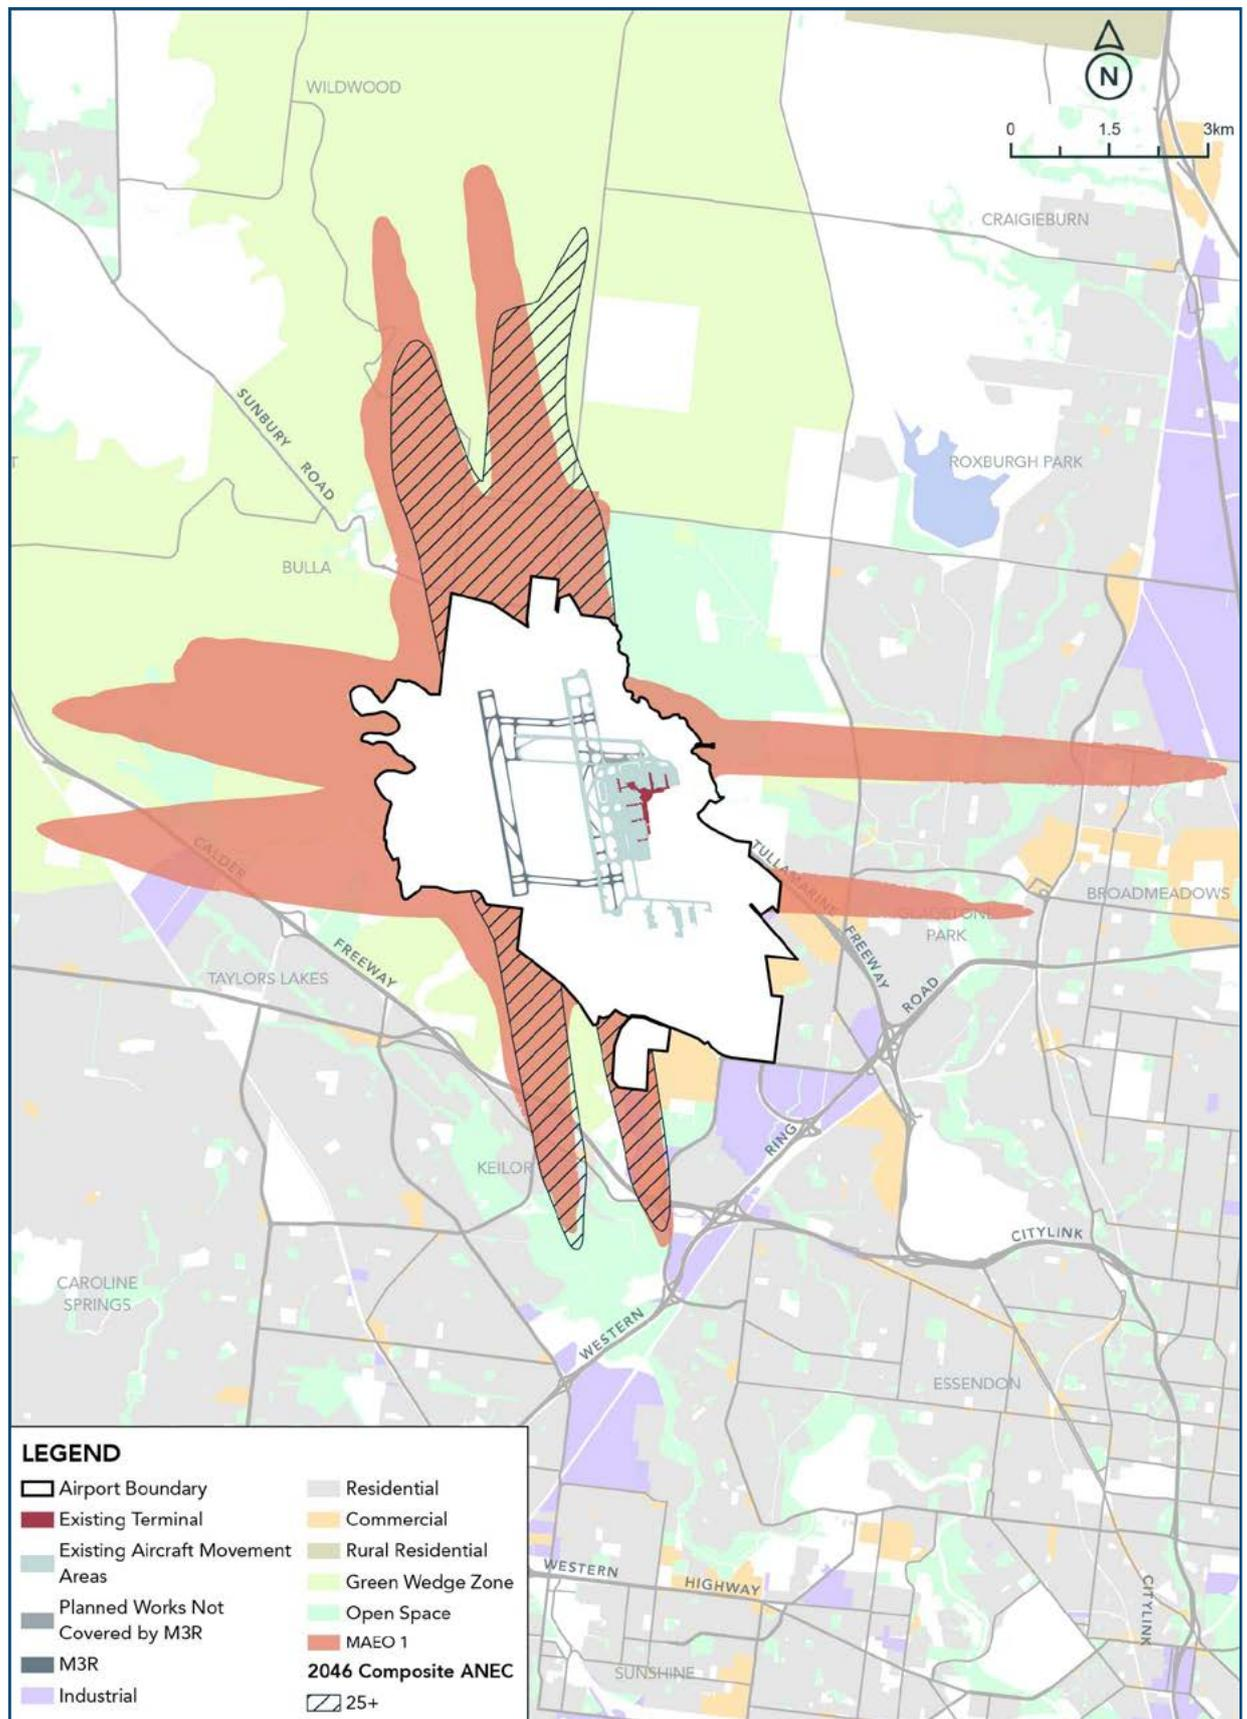 WILDWOOD
N
0 1.5 3km
CRAIGIEBURN
SUNBURY ROAD
ROXBURGH PARK
T
BULLA
TULLAMARINE
CALDER
BROADMEADOWS
GLADSTONE
PARK
FREEWAY
FREEWAY
TAYLORS LAKES
ROAD
RING
KEILOR
CITYLINK
CAROLINE
SPRINGS
WESTERN
ESSENDON
WESTERN
HIGHWAY
CITYLINK
SUNSHINE
LEGEND
Airport Boundary
Existing Terminal
Existing Aircraft Movement
Areas
Planned Works Not
Covered by M3R
M3R
Industrial
Residential
Commercial
Rural Residential
Green Wedge Zone
Open Space
MAEO 1
2046 Composite ANEC
25+